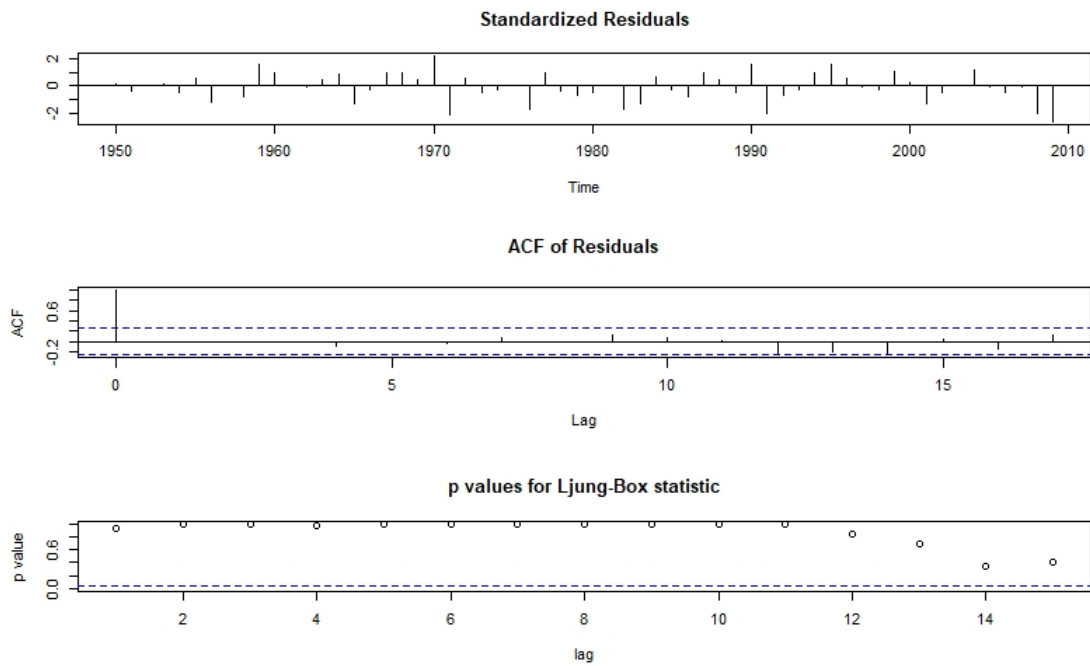 Standardized Residuals
2
0
-2
1950 1960 1970 1980 1990 2000 2010
Time
ACF of Residuals
ACF
0.6
-0.2
0 5 10 15
Lag
p values for Ljung-Box statistic
p value
0.6
0.0
2 4 6 8 10 12 14
lag